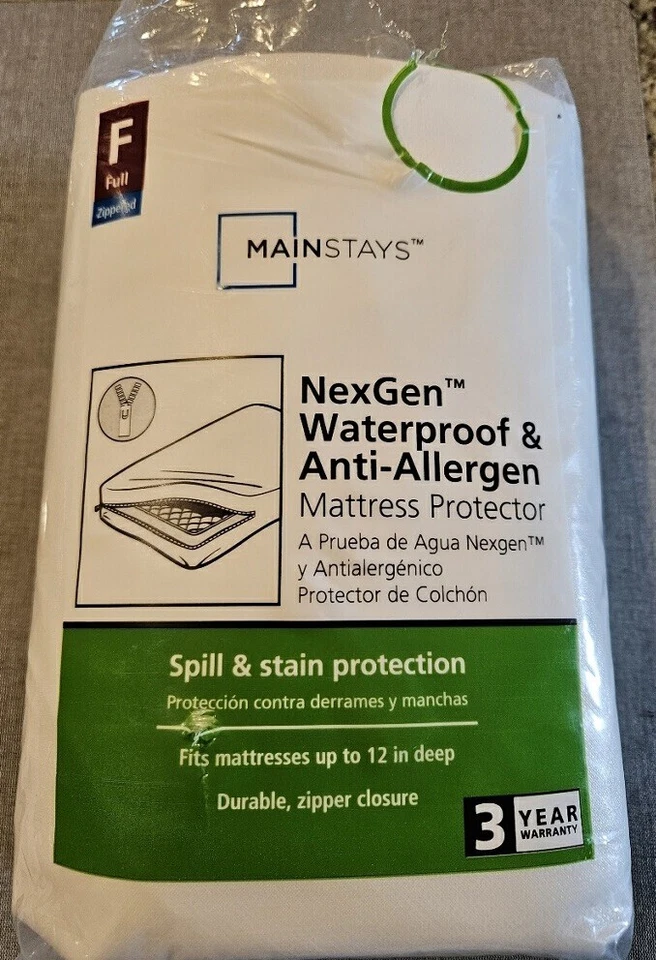 F
Full
Zippered
MAINSTAYS™
NexGen™
Waterproof &
Anti-Allergen
Mattress Protector
A Prueba de Agua Nexgen™
y Antialergénico
Protector de Colchón
Spill & stain protection
Protección contra derrames y manchas
Fits mattresses up to 12 in deep
Durable, zipper closure
3 YEAR
WARRANTY